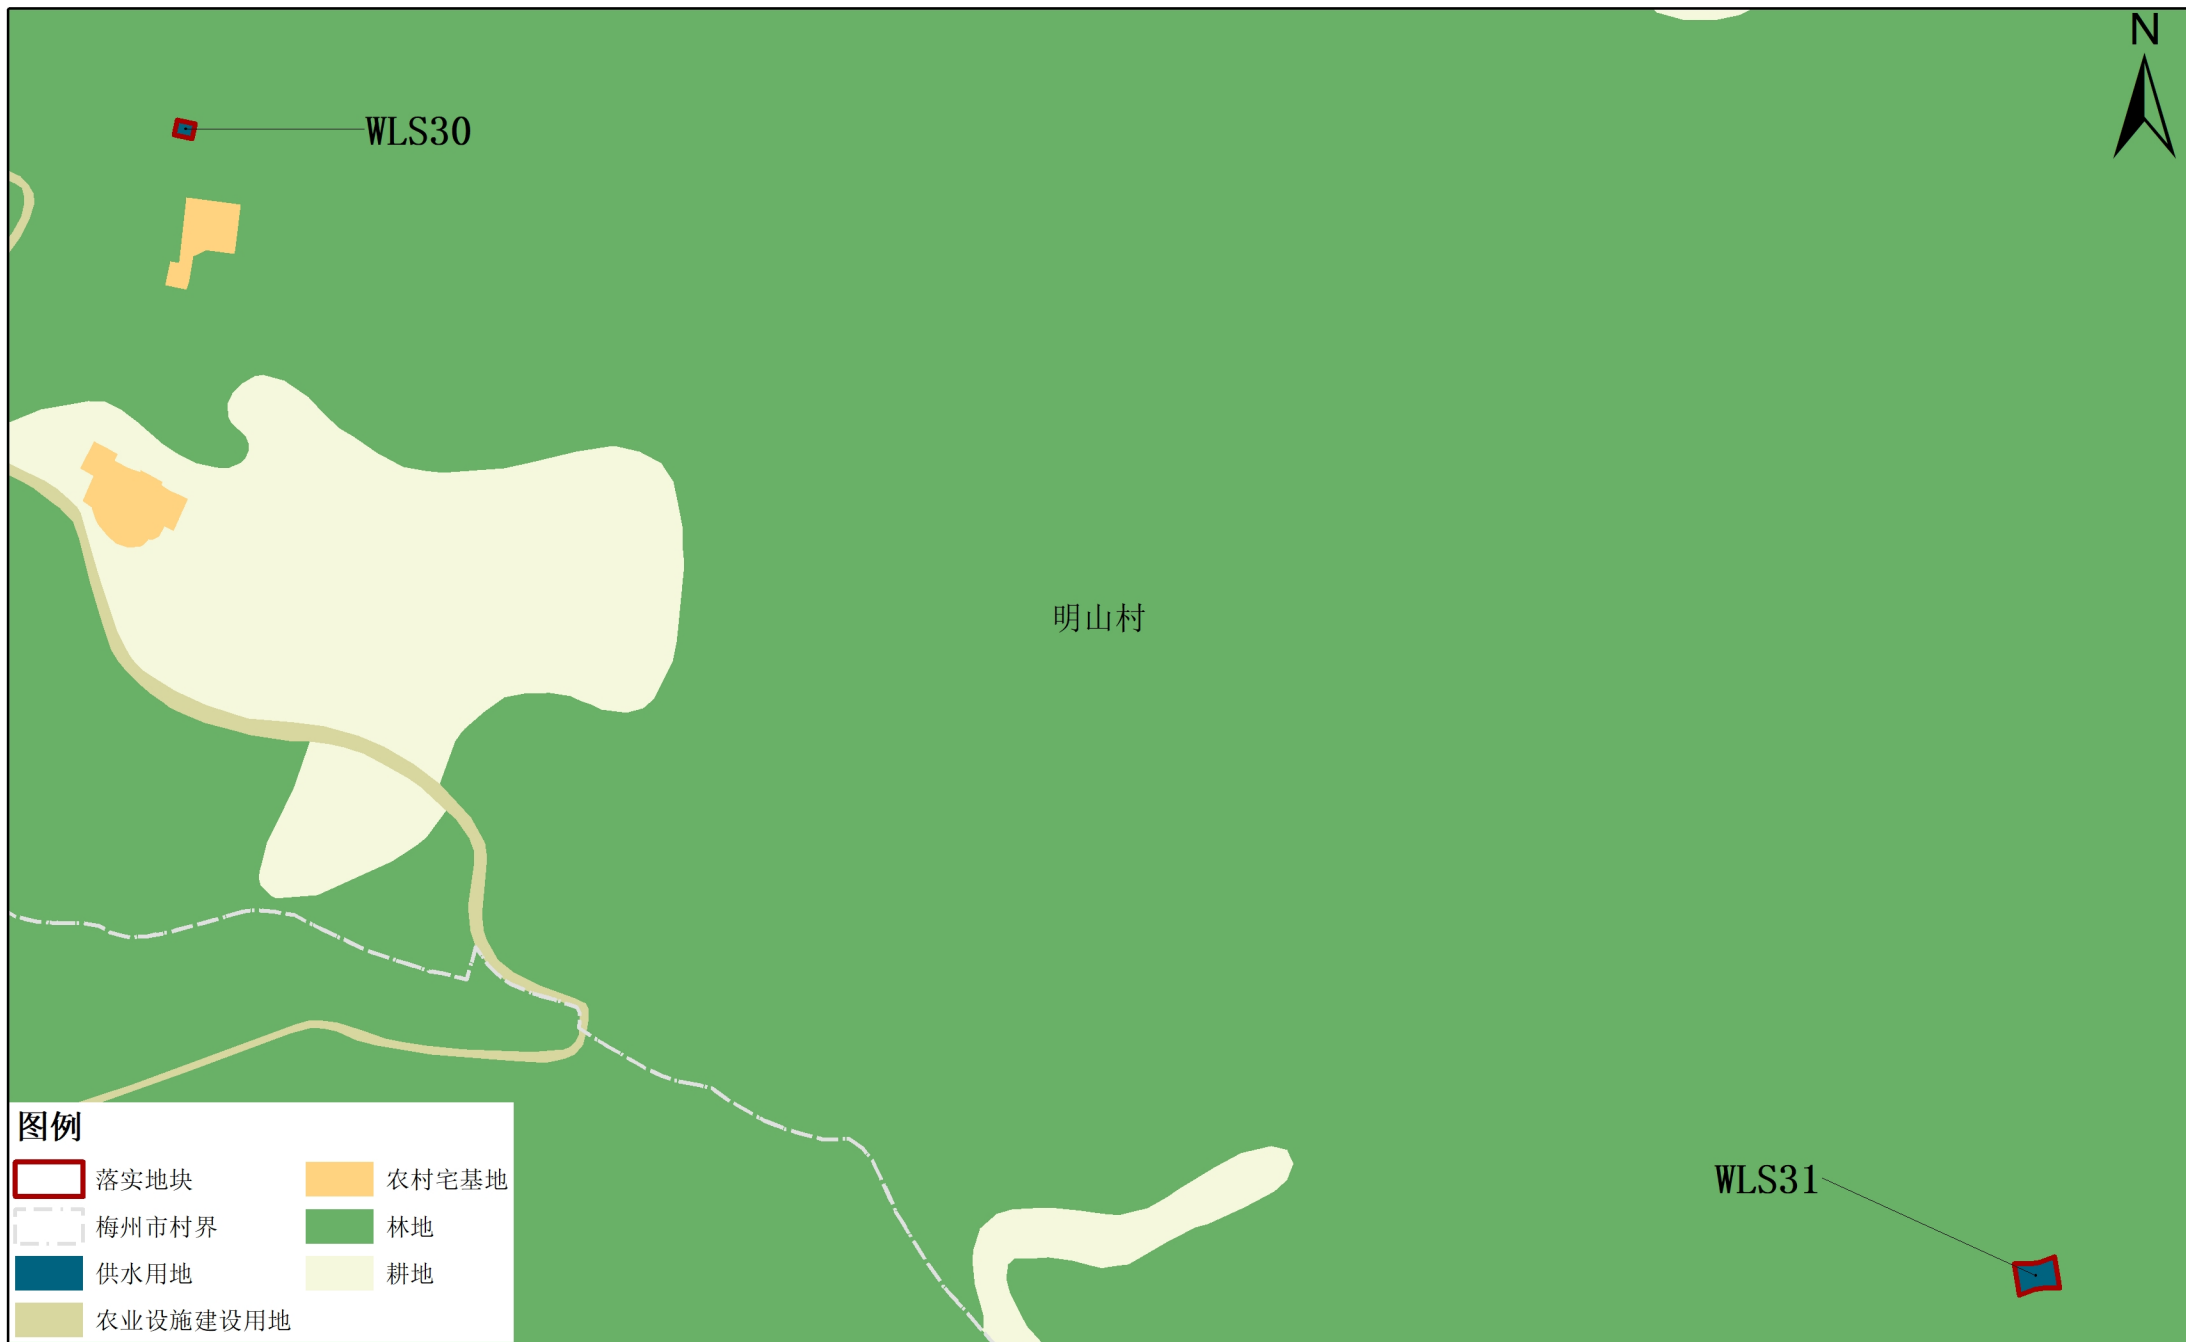 N
WLS30
明山村
WLS31
图例
落实地块
农村宅基地
梅州市村界
林地
供水用地
耕地
农业设施建设用地